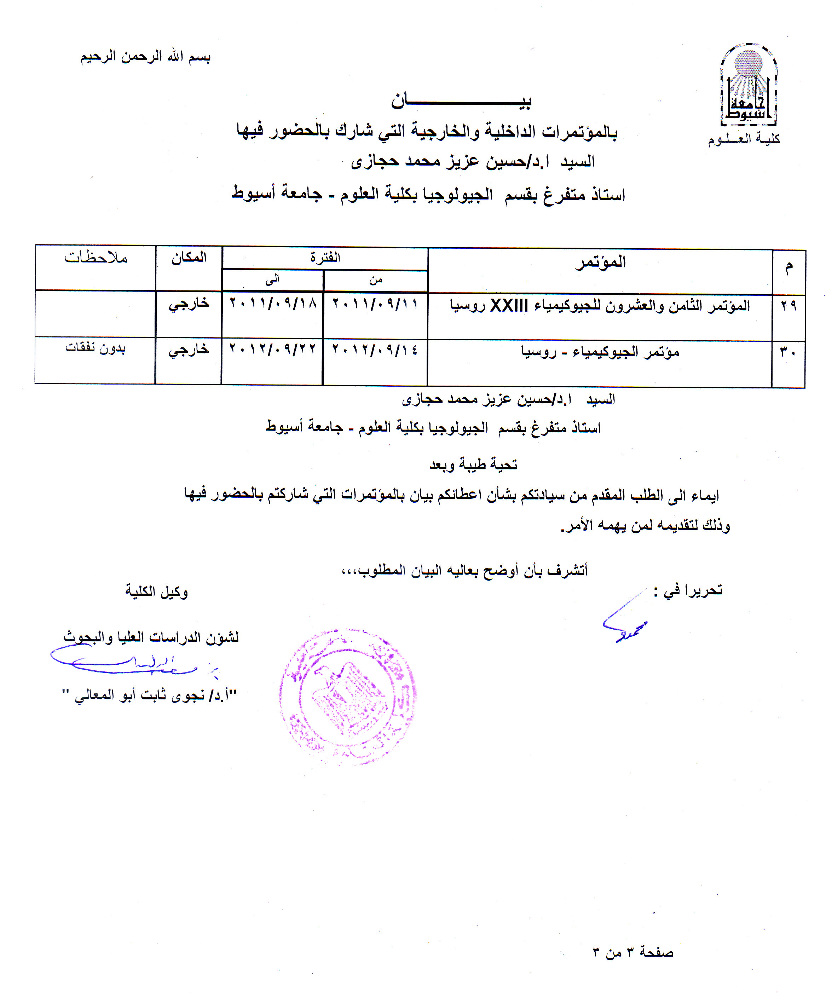 بسم الله الرحمن الرحيم
جامعة
اسيوط
كلية العلوم
بيـــــــــــــــان
بالمؤتمرات الداخلية والخارجية التي شارك بالحضور فيها
السيد ا.د/حسين عزيز محمد حجازى
استاذ متفرغ بقسم الجيولوجيا بكلية العلوم - جامعة أسيوط
م المؤتمر الفترة المكان ملاحظات
من الى
٢٩ المؤتمر الثامن والعشرون للجيوكيمياء XXIII روسيا ٢٠١١/٠٩/١١ ٢٠١١/٠٩/١٨ خارجي
٣٠ مؤتمر الجيوكيمياء - روسيا ٢٠١٢/٠٩/١٤ ٢٠١٢/٠٩/٢٢ خارجي بدون نفقات
السيد ا.د/حسين عزيز محمد حجازى
استاذ متفرغ بقسم الجيولوجيا بكلية العلوم - جامعة أسيوط
تحية طيبة وبعد
ايماء الى الطلب المقدم من سيادتكم بشأن اعطائكم بيان بالمؤتمرات التي شاركتم بالحضور فيها
وذلك لتقديمه لمن يهمه الأمر.
أتشرف بأن أوضح بعاليه البيان المطلوب،،،
تحريرا في :
وكيل الكلية
لشؤن الدراسات العليا والبحوث
"أ.د/ نجوى ثابت أبو المعالي "
صفحة ٣ من ٣